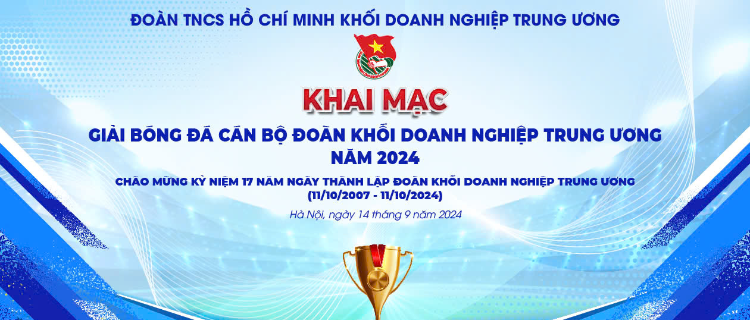 ĐOÀN TNCS HỒ CHÍ MINH KHỐI DOANH NGHIỆP TRUNG ƯƠNG
KHAI MẠC
GIẢI BÓNG ĐÁ CÁN BỘ ĐOÀN KHỐI DOANH NGHIỆP TRUNG ƯƠNG
NĂM 2024
CHÀO MỪNG KỶ NIỆM 17 NĂM NGÀY THÀNH LẬP ĐOÀN KHỐI DOANH NGHIỆP TRUNG ƯƠNG
(11/10/2007 - 11/10/2024)
Hà Nội, ngày 14 tháng 9 năm 2024